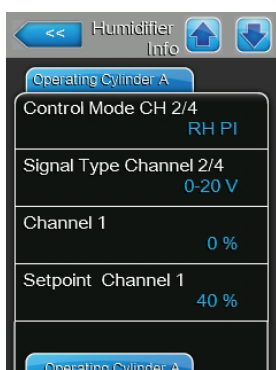 << Humidifier
Info
Operating Cylinder A
Control Mode CH 2/4
RH PI
Signal Type Channel 2/4
0-20 V
Channel 1
0 %
Setpoint Channel 1
40 %
Operating Cylinder A